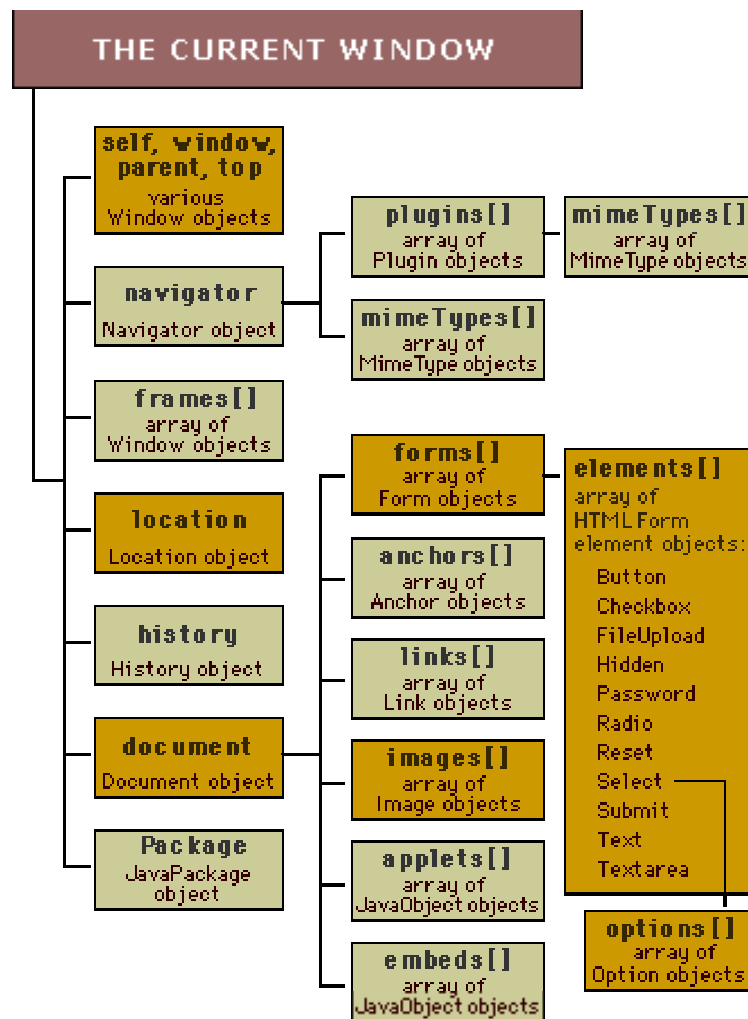 THE CURRENT WINDOW
self, window,
parent, top
various
Window objects
navigator
Navigator object
plugins[]
array of
Plugin objects
mimeTypes[]
array of
MimeType objects
mimeTypes[]
array of
MimeType objects
frames[]
array of
Window objects
location
Location object
history
History object
document
Document object
Package
JavaPackage
object
forms[]
array of
Form objects
anchors[]
array of
Anchor objects
links[]
array of
Link objects
images[]
array of
Image objects
applets[]
array of
JavaObject objects
embeds[]
array of
JavaObject objects
elements[]
array of
HTML Form
element objects:
Button
Checkbox
FileUpload
Hidden
Password
Radio
Reset
Select
Submit
Text
Textarea
options[]
array of
Option objects